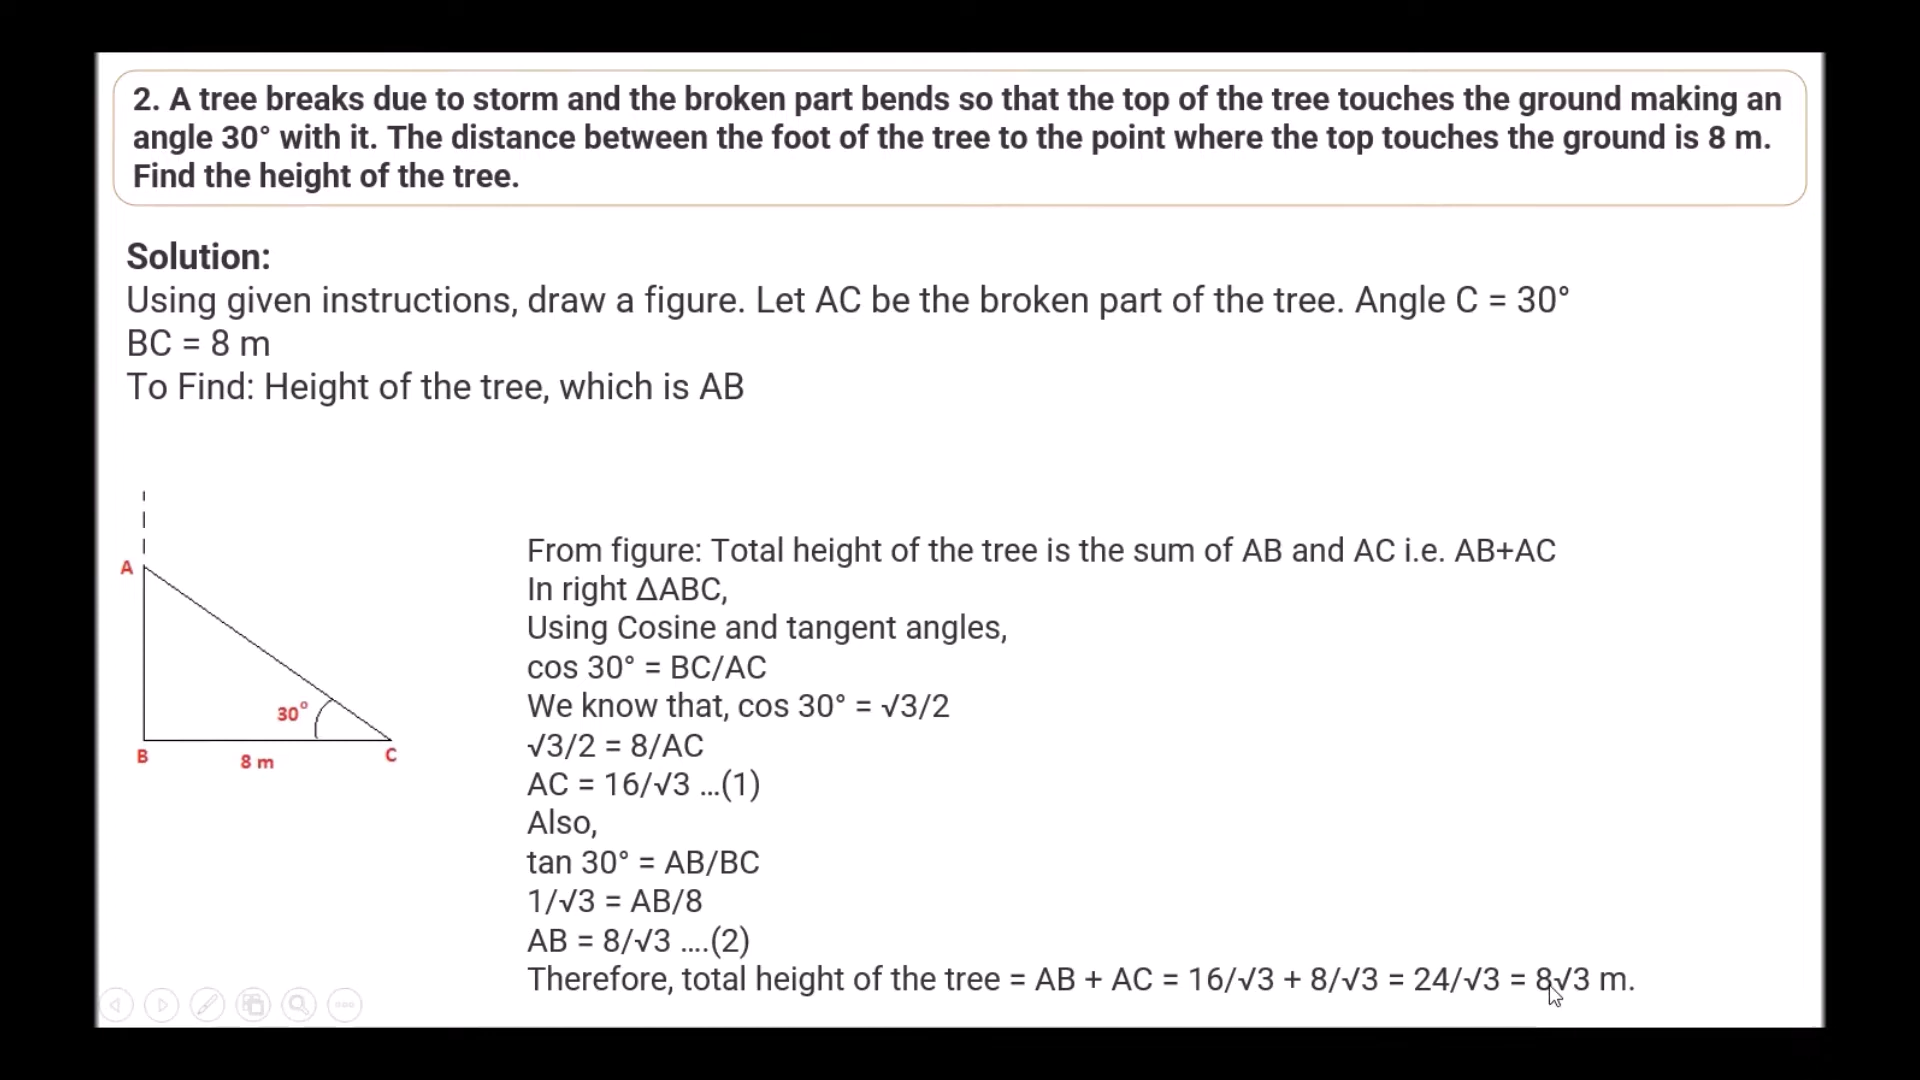 2. A tree breaks due to storm and the broken part bends so that the top of the tree touches the ground making an
angle 30° with it. The distance between the foot of the tree to the point where the top touches the ground is 8 m.
Find the height of the tree.
Solution:
Using given instructions, draw a figure. Let AC be the broken part of the tree. Angle C = 30°
BC = 8 m
To Find: Height of the tree, which is AB
A
30°
B
8 m
C
From figure: Total height of the tree is the sum of AB and AC i.e. AB+AC
In right ΔABC,
Using Cosine and tangent angles,
cos 30° = BC/AC
We know that, cos 30° = √3/2
√3/2 = 8/AC
AC = 16/√3 …(1)
Also,
tan 30° = AB/BC
1/√3 = AB/8
AB = 8/√3 ….(2)
Therefore, total height of the tree = AB + AC = 16/√3 + 8/√3 = 24/√3 = 8√3 m.